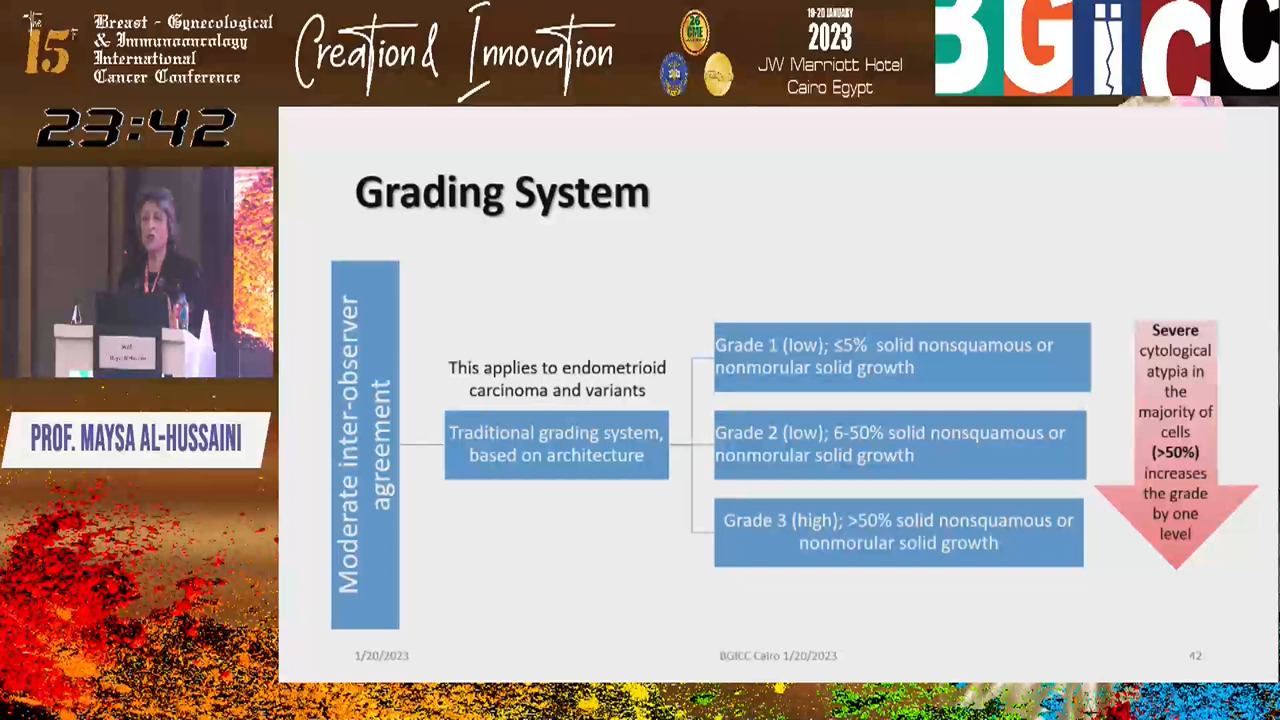 The
15th
Breast - Gynecological
& Immunooncology
International
Cancer Conference
Creation & Innovation
26
CME
18-20 JANUARY
2023
JW Marriott Hotel
Cairo Egypt
BGICC
23:42
PROF. MAYSA AL-HUSSAINI
Grading System
Moderate inter-observer
agreement
This applies to endometrioid
carcinoma and variants
Traditional grading system,
based on architecture
Grade 1 (low); ≤5% solid nonsquamous or
nonmorular solid growth
Grade 2 (low); 6-50% solid nonsquamous or
nonmorular solid growth
Grade 3 (high); >50% solid nonsquamous or
nonmorular solid growth
Severe
cytological
atypia in
the
majority of
cells
(>50%)
increases
the grade
by one
level
1/20/2023
BGICC Cairo 1/20/2023
42